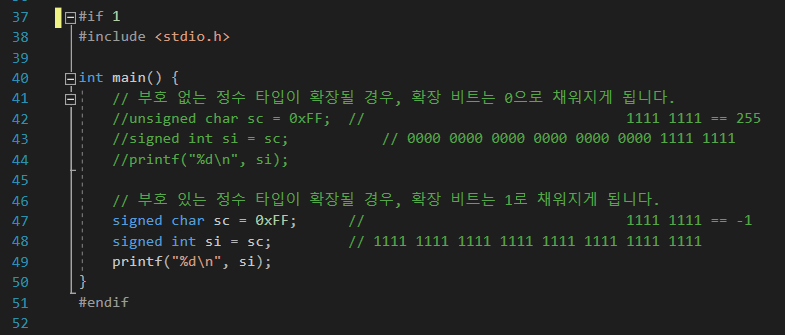 37 #if 1
38 #include <stdio.h>
39
40 int main() {
41 // 부호 없는 정수 타입이 확장될 경우, 확장 비트는 0으로 채워지게 됩니다.
42 //unsigned char sc = 0xFF; // 1111 1111 == 255
43 //signed int si = sc; // 0000 0000 0000 0000 0000 0000 1111 1111
44 //printf("%d\n", si);
45
46 // 부호 있는 정수 타입이 확장될 경우, 확장 비트는 1로 채워지게 됩니다.
47 signed char sc = 0xFF; // 1111 1111 == -1
48 signed int si = sc; // 1111 1111 1111 1111 1111 1111 1111 1111
49 printf("%d\n", si);
50 }
51 #endif
52